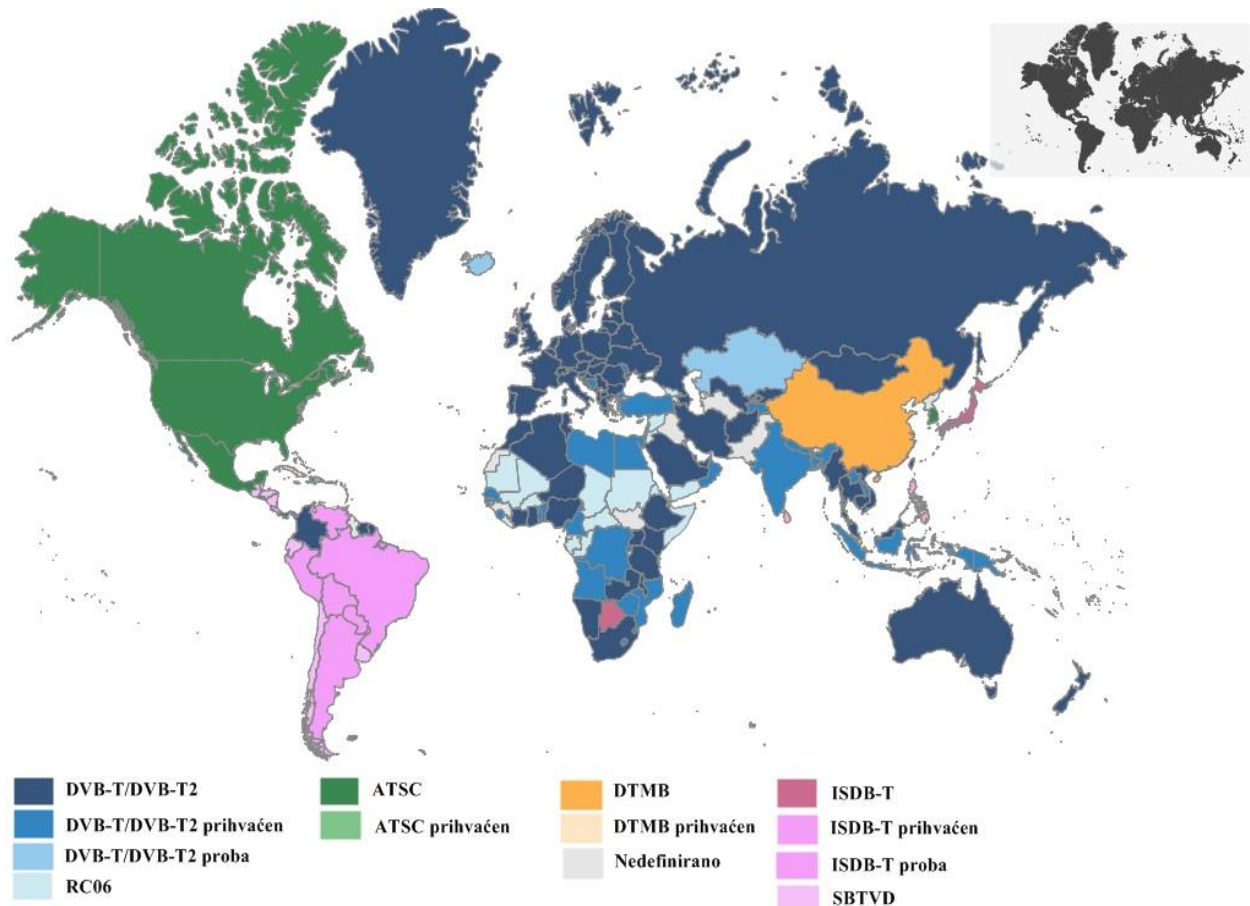 DVB-T/DVB-T2
DVB-T/DVB-T2 prihvaćen
DVB-T/DVB-T2 proba
RC06
ATSC
ATSC prihvaćen
DTMB
DTMB prihvaćen
Nedefinirano
ISDB-T
ISDB-T prihvaćen
ISDB-T proba
SBTVD